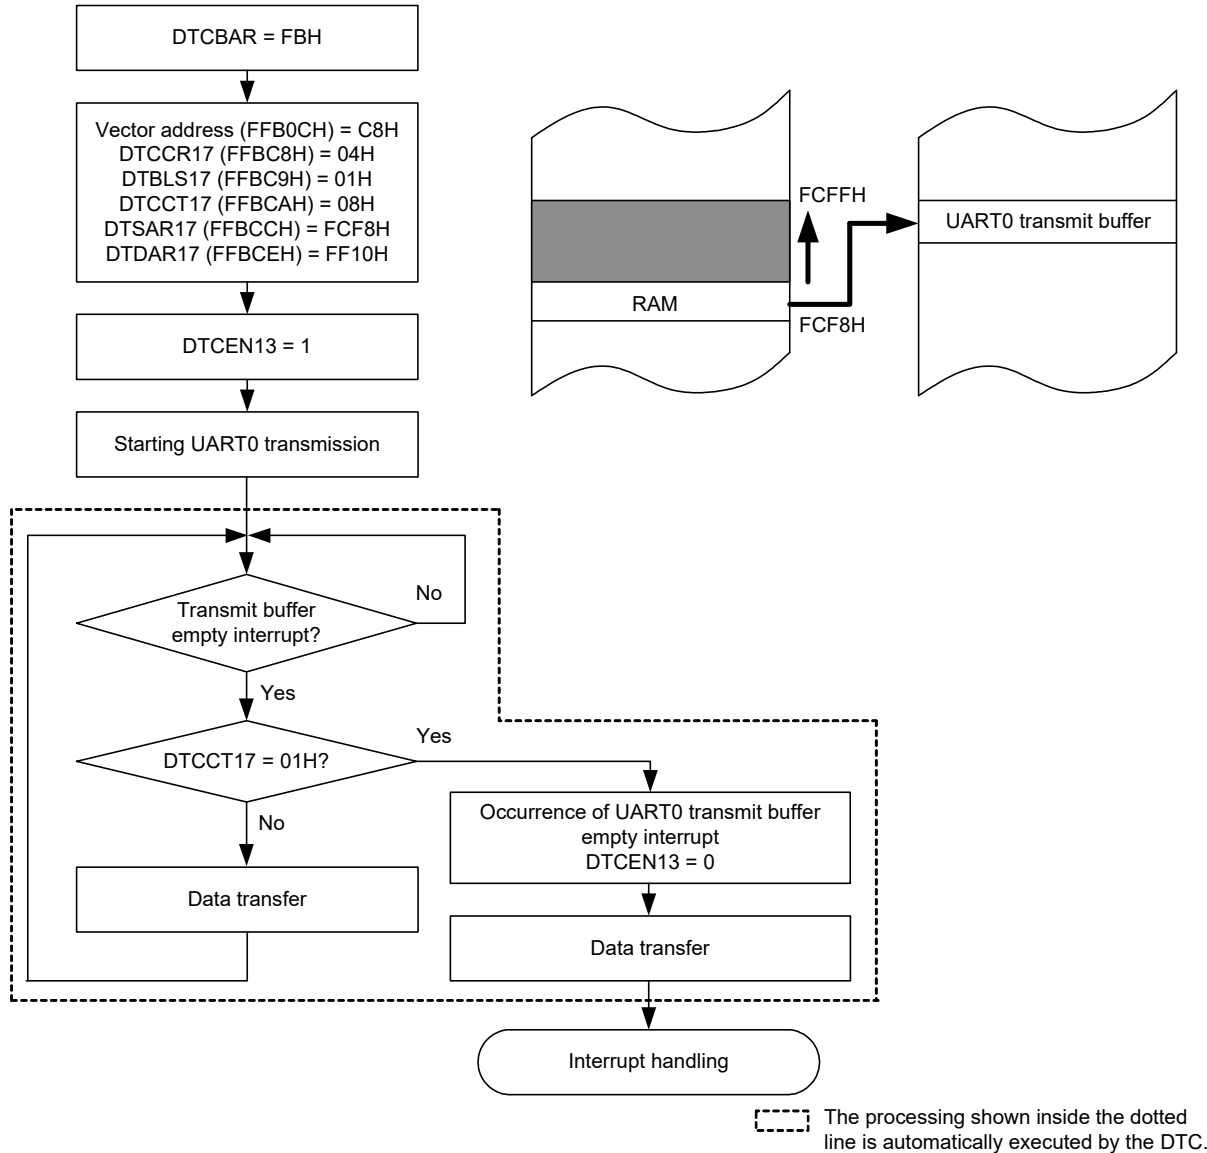 DTCBAR = FBH
Vector address (FFB0CH) = C8H
DTCCR17 (FFBC8H) = 04H
DTBLS17 (FFBC9H) = 01H
DTCCT17 (FFBCAH) = 08H
DTSAR17 (FFBCCH) = FCF8H
DTDAR17 (FFBCEH) = FF10H
DTCEN13 = 1
Starting UART0 transmission
Transmit buffer
empty interrupt?
No
Yes
DTCCT17 = 01H?
Yes
No
Data transfer
Occurrence of UART0 transmit buffer
empty interrupt
DTCEN13 = 0
Data transfer
Interrupt handling
FCFFH
RAM
FCF8H
UART0 transmit buffer
The processing shown inside the dotted
line is automatically executed by the DTC.